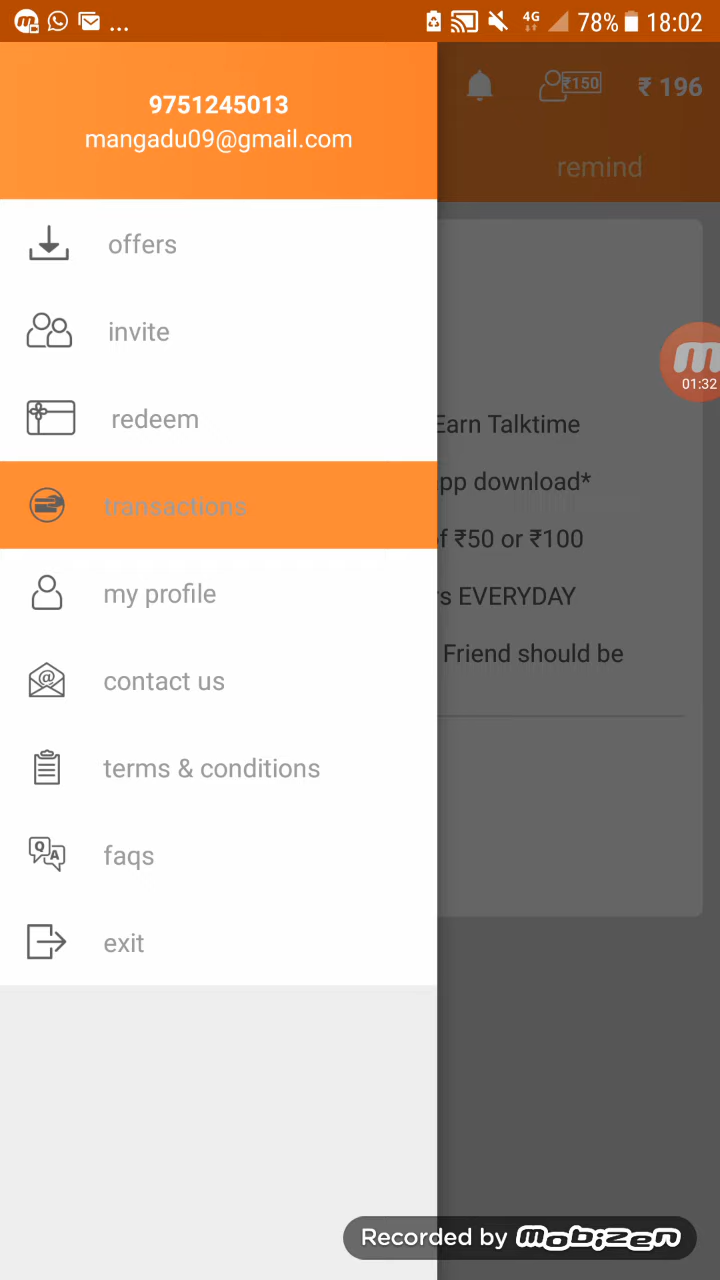 ... 4G 78% 18:02
9751245013
mangadu09@gmail.com
₹150 ₹ 196
remind
offers
invite
redeem
01:32
Earn Talktime
transactions
pp download*
f ₹50 or ₹100
my profile
s EVERYDAY
contact us
Friend should be
terms & conditions
Q A
faqs
exit
Recorded by mobizen